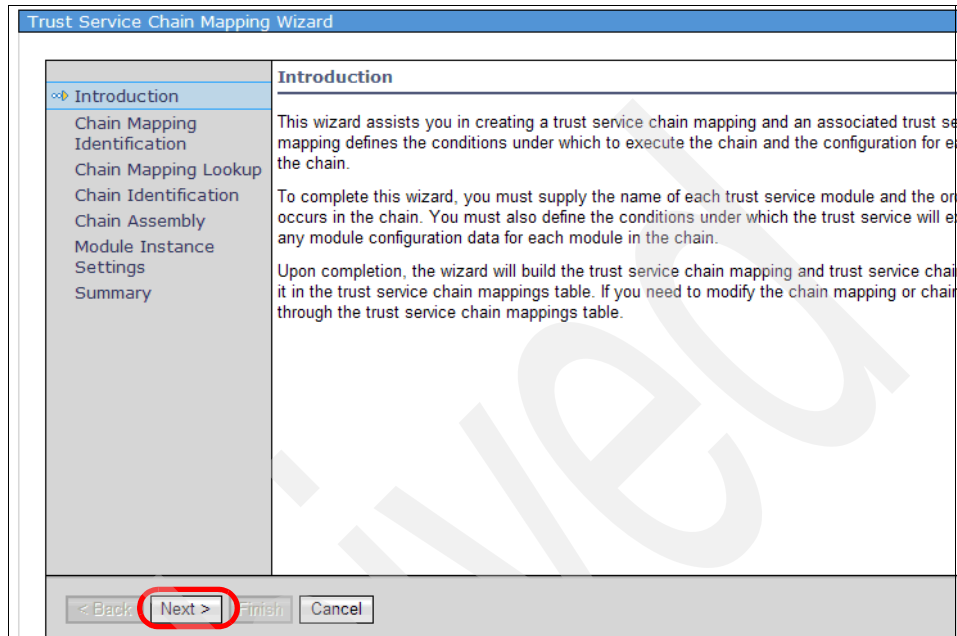 Trust Service Chain Mapping Wizard
Introduction
Chain Mapping
Identification
Chain Mapping Lookup
Chain Identification
Chain Assembly
Module Instance
Settings
Summary
Introduction
This wizard assists you in creating a trust service chain mapping and an associated trust se
mapping defines the conditions under which to execute the chain and the configuration for e
the chain.
To complete this wizard, you must supply the name of each trust service module and the or
occurs in the chain. You must also define the conditions under which the trust service will e
any module configuration data for each module in the chain.
Upon completion, the wizard will build the trust service chain mapping and trust service chai
it in the trust service chain mappings table. If you need to modify the chain mapping or chair
through the trust service chain mappings table.
< Back Next > Finish Cancel
ived